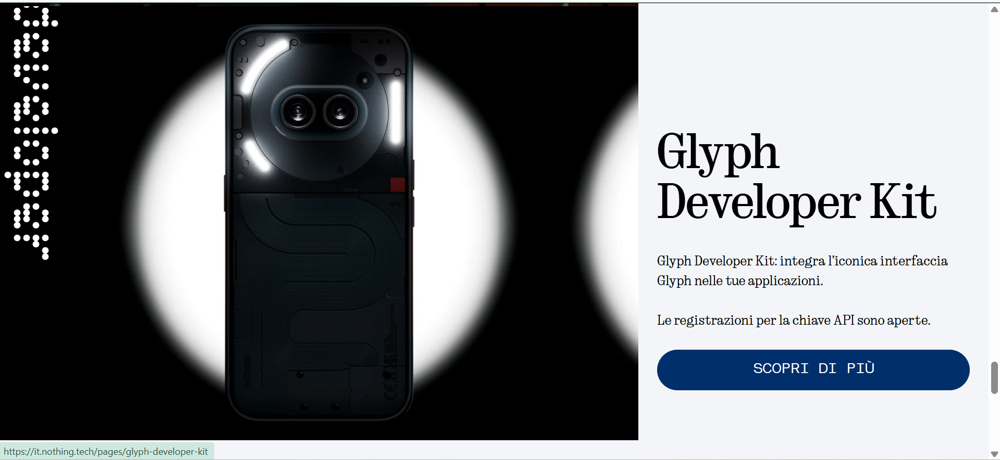 Glyph
Developer Kit
Glyph Developer Kit: integra l’iconica interfaccia
Glyph nelle tue applicazioni.
Le registrazioni per la chiave API sono aperte.
SCOPRI DI PIÙ
NOTHING
https://it.nothing.tech/pages/glyph-developer-kit